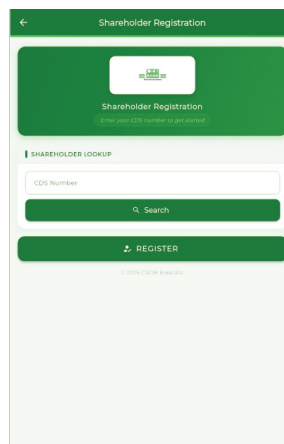 Shareholder Registration
Shareholder Registration
Enter your CDS number to get started
SHAREHOLDER LOOKUP
CDS Number
Search
REGISTER